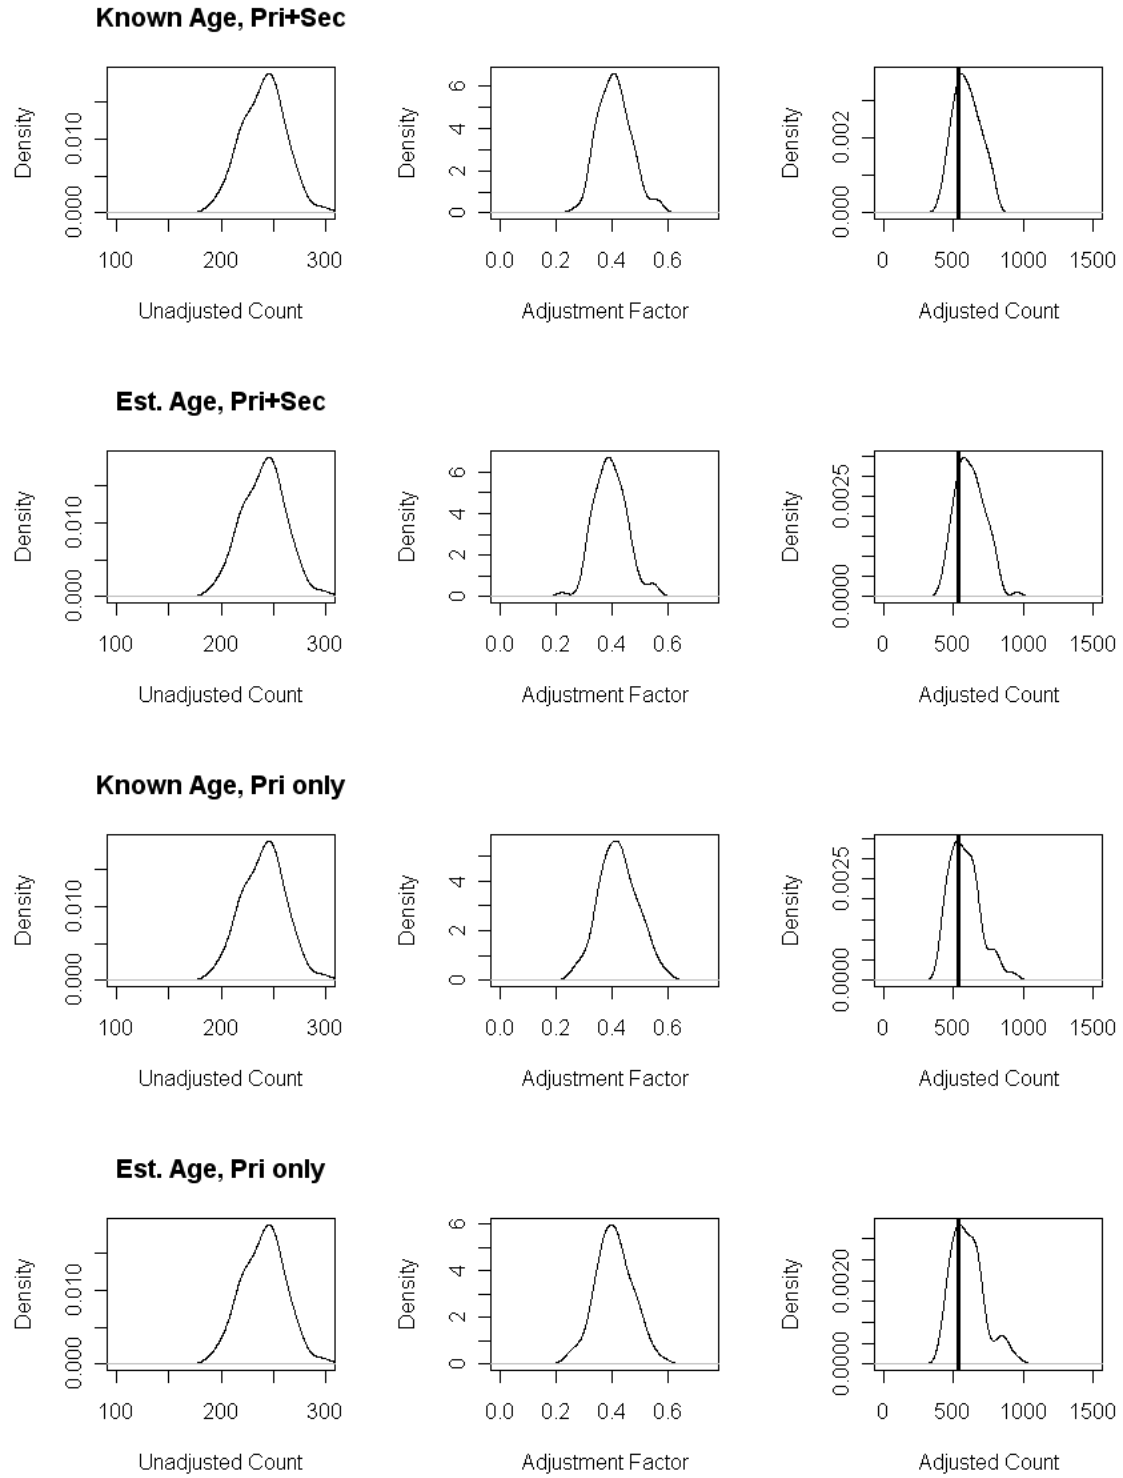 Known Age, Pri+Sec
Density
0.000 0.010
100 200 300
Unadjusted Count
Density
0 2 4 6
0.0 0.2 0.4 0.6
Adjustment Factor
Density
0.000 0.002
0 500 1000 1500
Adjusted Count
Est. Age, Pri+Sec
Density
0.000 0.010
100 200 300
Unadjusted Count
Density
0 2 4 6
0.0 0.2 0.4 0.6
Adjustment Factor
Density
0.0000 0.0025
0 500 1000 1500
Adjusted Count
Known Age, Pri only
Density
0.000 0.010
100 200 300
Unadjusted Count
Density
0 2 4
0.0 0.2 0.4 0.6
Adjustment Factor
Density
0.0000 0.0025
0 500 1000 1500
Adjusted Count
Est. Age, Pri only
Density
0.000 0.010
100 200 300
Unadjusted Count
Density
0 2 4 6
0.0 0.2 0.4 0.6
Adjustment Factor
Density
0.0000 0.0020
0 500 1000 1500
Adjusted Count